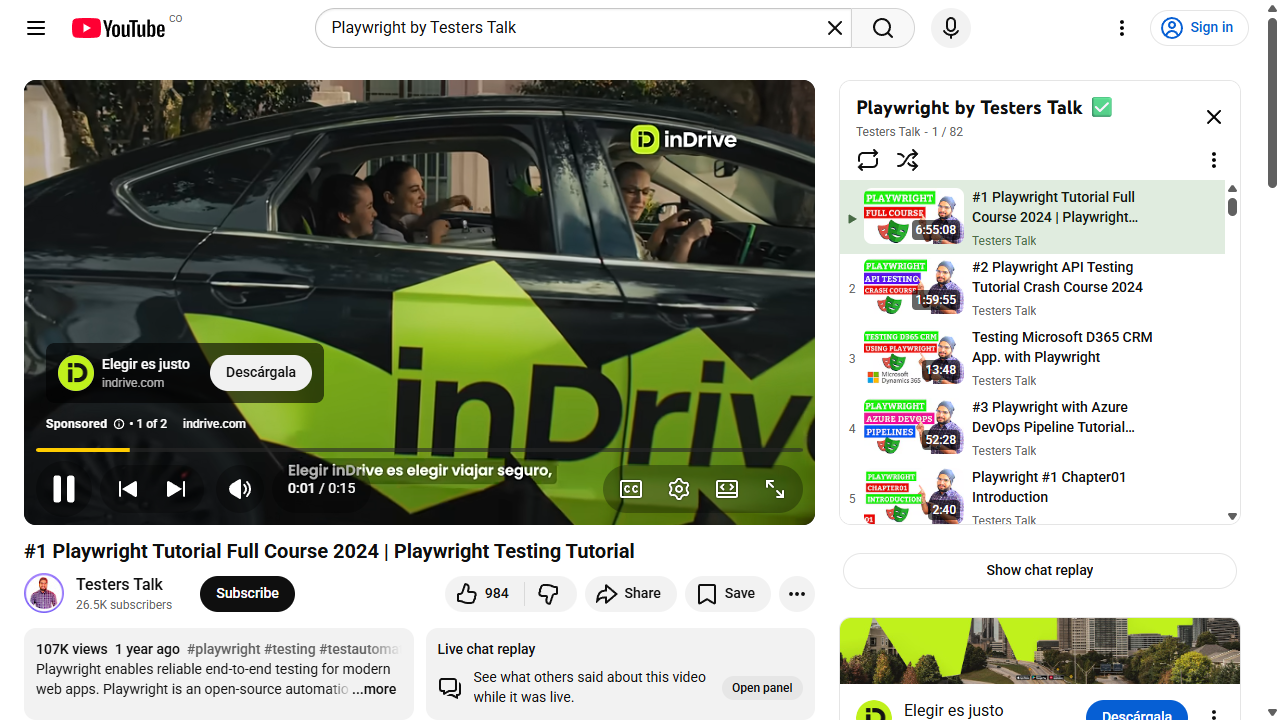 YouTube CO
Playwright by Testers Talk
Sign in
inDrive
inDrive
Elegir es justo
indrive.com
Descárgala
Sponsored • 1 of 2 indrive.com
Elegir inDrive es elegir viajar seguro,
0:01 / 0:15
#1 Playwright Tutorial Full Course 2024 | Playwright Testing Tutorial
Testers Talk
26.5K subscribers
Subscribe
984
Share
Save
107K views 1 year ago #playwright #testing #testautoma
Playwright enables reliable end-to-end testing for modern
web apps. Playwright is an open-source automatio ...more
Live chat replay
See what others said about this video
while it was live.
Open panel
Playwright by Testers Talk ✅
Testers Talk - 1 / 82
PLAYWRIGHT
FULL COURSE
6:55:08
#1 Playwright Tutorial Full
Course 2024 | Playwright...
Testers Talk
2
PLAYWRIGHT
API TESTING
CRASH COURSE
1:59:55
#2 Playwright API Testing
Tutorial Crash Course 2024
Testers Talk
3
TESTING D365 CRM
USING PLAYWRIGHT
Microsoft
Dynamics 365
13:48
Testing Microsoft D365 CRM
App. with Playwright
Testers Talk
4
PLAYWRIGHT
AZURE DEVOPS
PIPELINES
52:28
#3 Playwright with Azure
DevOps Pipeline Tutorial...
Testers Talk
5
PLAYWRIGHT
CHAPTER01
INTRODUCTION
01
2:40
Playwright #1 Chapter01
Introduction
Testers Talk
Show chat replay
Elegir es justo
Descárgala